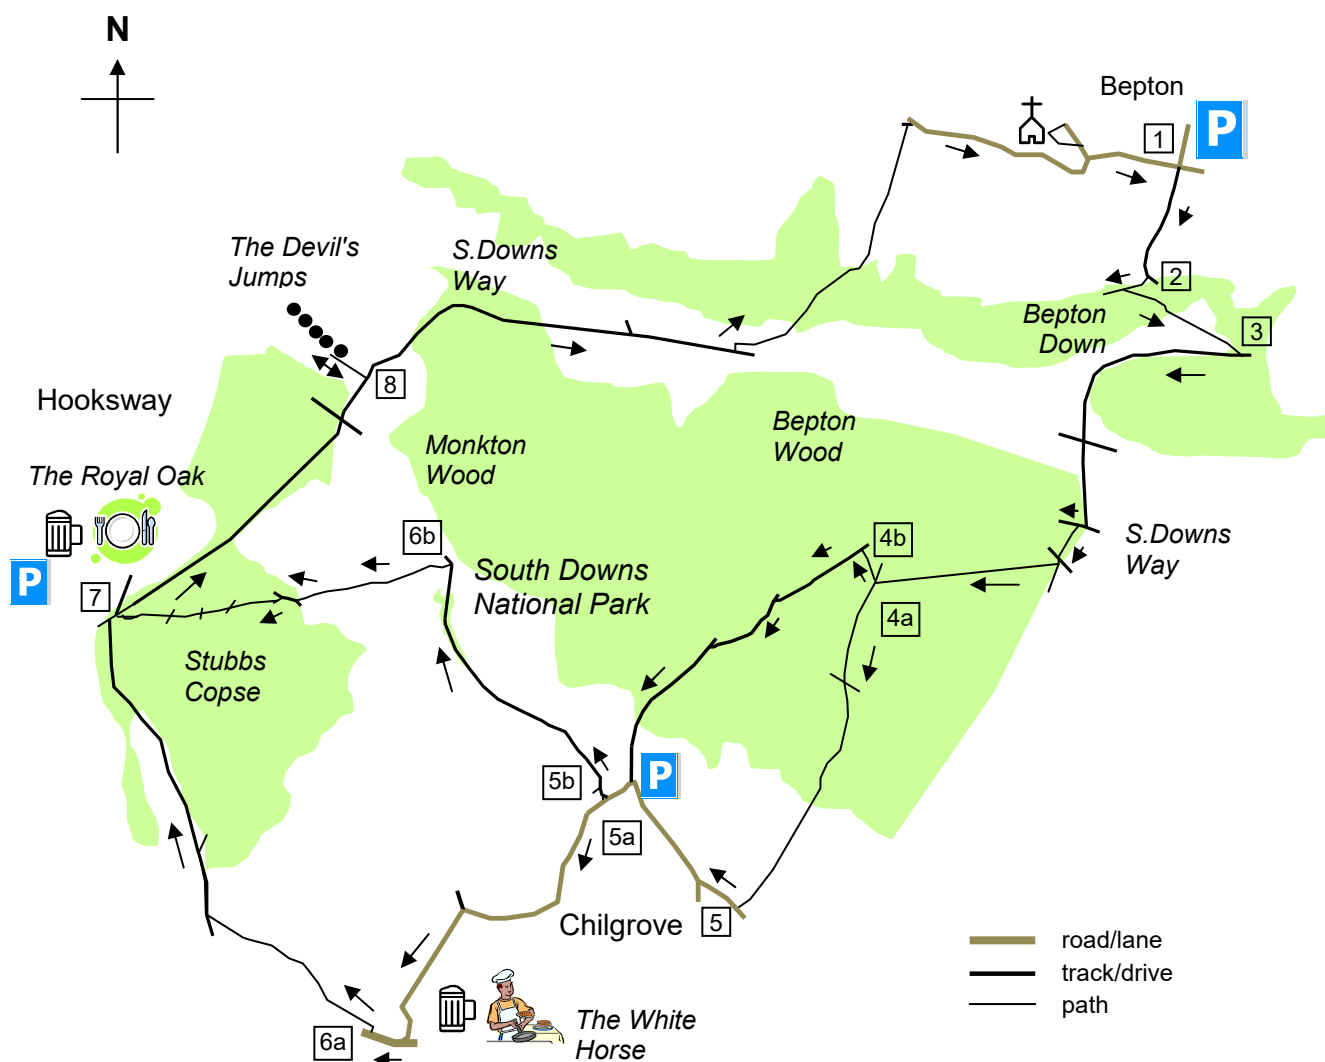 N
Bepton
1
P
The Devil's
Jumps
S.Downs
Way
2
Bepton
Down
3
8
Hooksway
Monkton
Wood
Bepton
Wood
The Royal Oak
P
7
6b
South Downs
National Park
4b
S.Downs
Way
4a
Stubbs
Copse
5b
P
5a
Chilgrove
5
road/lane
track/drive
path
6a
The White
Horse